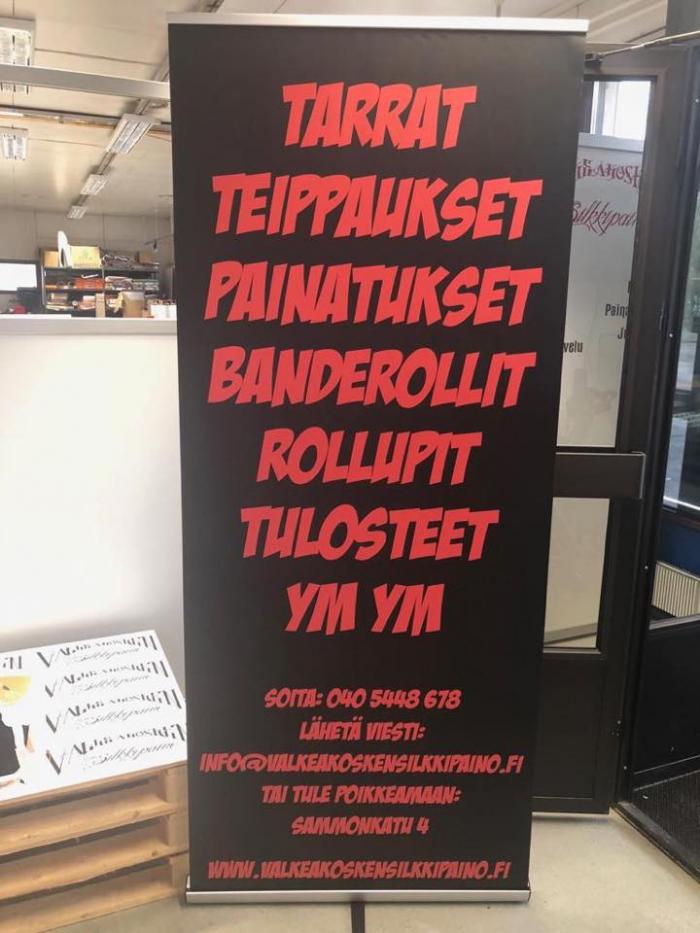 TARRAT
TEIPPAUKSET
PAINATUKSET
BANDEROLLIT
ROLLUPIT
TULOSTEET
YM YM
SOITA: 040 5448 678
LÄHETÄ VIESTI:
INFO@VALKEAKOSKENSILKKIPAINO.FI
TAI TULE POIKKEAMAAN:
SAMMONKATU 4
WWW.VALKEAKOSKENSILKKIPAINO.FI